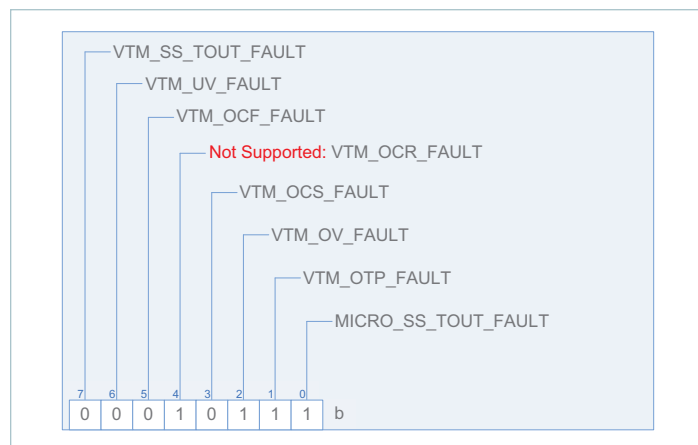 VTM_SS_TOUT_FAULT
VTM_UV_FAULT
VTM_OCF_FAULT
Not Supported: VTM_OCR_FAULT
VTM_OCS_FAULT
VTM_OV_FAULT
VTM_OTP_FAULT
MICRO_SS_TOUT_FAULT
7 6 5 4 3 2 1 0
0 0 0 1 0 1 1 1 b